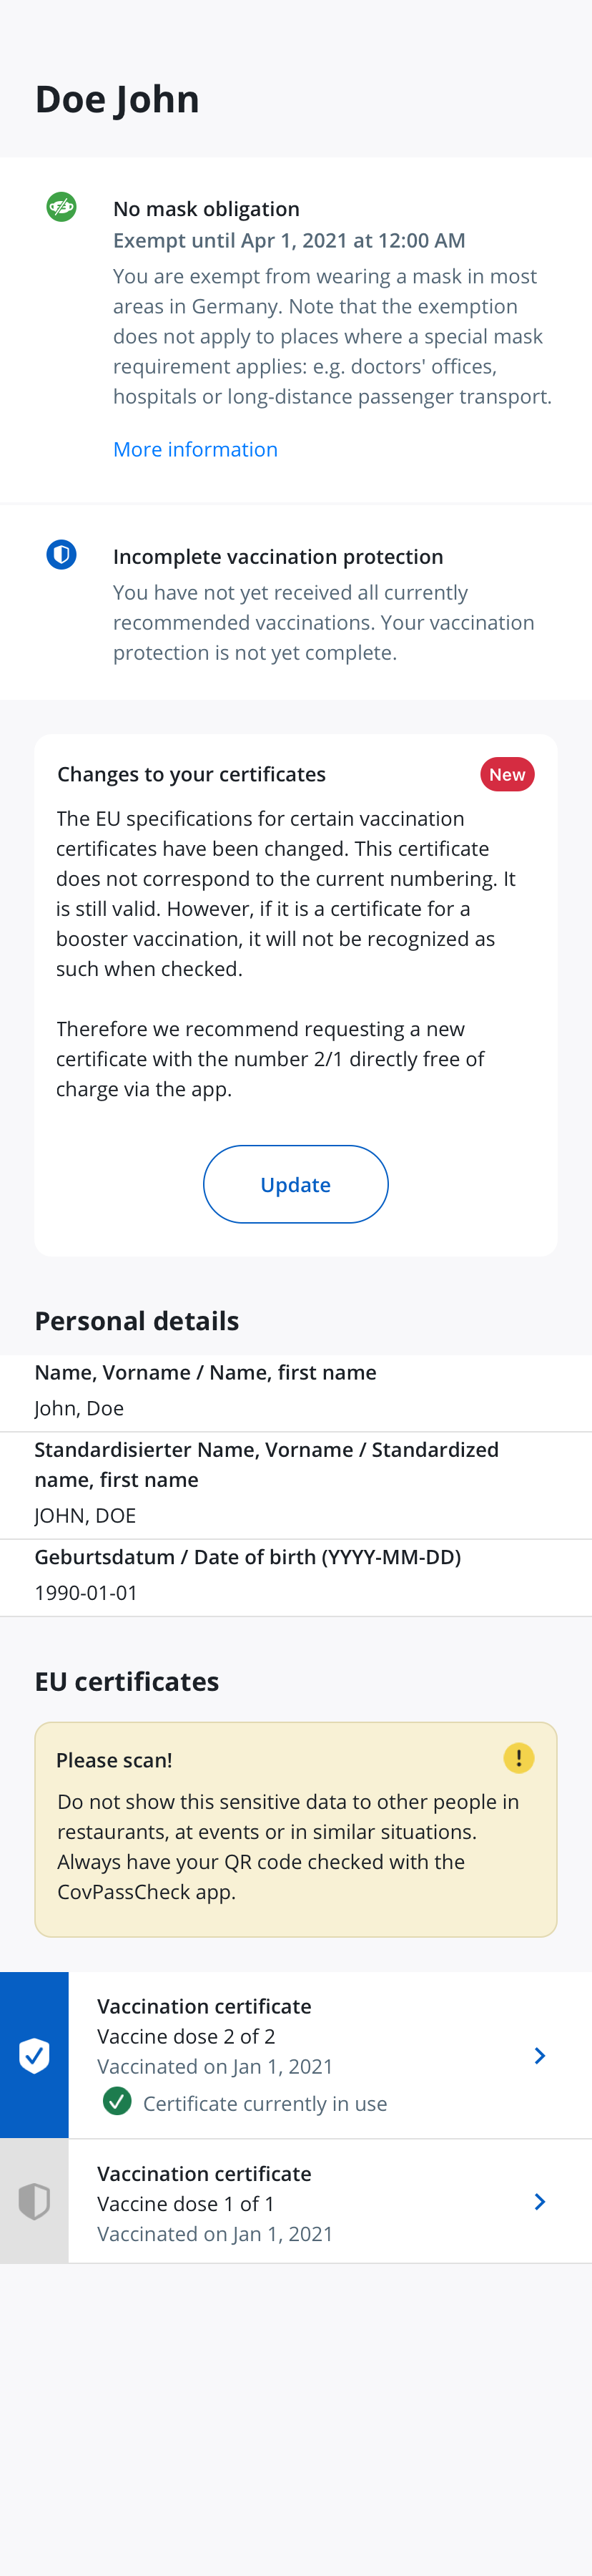 Doe John
No mask obligation
Exempt until Apr 1, 2021 at 12:00 AM
You are exempt from wearing a mask in most
areas in Germany. Note that the exemption
does not apply to places where a special mask
requirement applies: e.g. doctors' offices,
hospitals or long-distance passenger transport.
More information
Incomplete vaccination protection
You have not yet received all currently
recommended vaccinations. Your vaccination
protection is not yet complete.
Changes to your certificates
New
The EU specifications for certain vaccination
certificates have been changed. This certificate
does not correspond to the current numbering. It
is still valid. However, if it is a certificate for a
booster vaccination, it will not be recognized as
such when checked.
Therefore we recommend requesting a new
certificate with the number 2/1 directly free of
charge via the app.
Update
Personal details
Name, Vorname / Name, first name
John, Doe
Standardisierter Name, Vorname / Standardized
name, first name
JOHN, DOE
Geburtsdatum / Date of birth (YYYY-MM-DD)
1990-01-01
EU certificates
Please scan!
Do not show this sensitive data to other people in
restaurants, at events or in similar situations.
Always have your QR code checked with the
CovPassCheck app.
Vaccination certificate
Vaccine dose 2 of 2
Vaccinated on Jan 1, 2021
Certificate currently in use
Vaccination certificate
Vaccine dose 1 of 1
Vaccinated on Jan 1, 2021